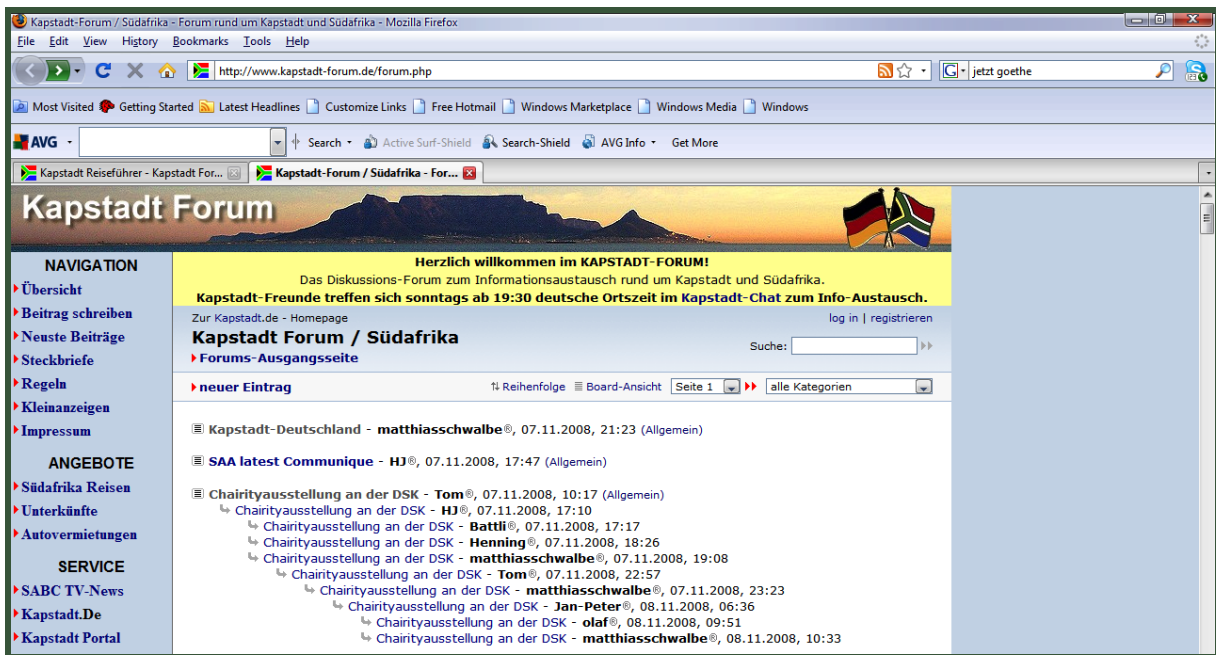 Kapstadt-Forum / Südafrika - Forum rund um Kapstadt und Südafrika - Mozilla Firefox
File Edit View History Bookmarks Tools Help
http://www.kapstadt-forum.de/forum.php G jetzt goethe
Most Visited Getting Started Latest Headlines Customize Links Free Hotmail Windows Marketplace Windows Media Windows
AVG Search Active Surf-Shield Search-Shield AVG Info Get More
Kapstadt Reiseführer - Kapstadt For... Kapstadt-Forum / Südafrika - For...
Kapstadt Forum
NAVIGATION
Übersicht
Beitrag schreiben
Neuste Beiträge
Steckbriefe
Regeln
Kleinanzeigen
Impressum
ANGEBOTE
Südafrika Reisen
Unterkünfte
Autovermietungen
SERVICE
SABC TV-News
Kapstadt.De
Kapstadt Portal
Herzlich willkommen im KAPSTADT-FORUM!
Das Diskussions-Forum zum Informationsaustausch rund um Kapstadt und Südafrika.
Kapstadt-Freunde treffen sich sonntags ab 19:30 deutsche Ortszeit im Kapstadt-Chat zum Info-Austausch.
Zur Kapstadt.de - Homepage log in | registrieren
Kapstadt Forum / Südafrika
Suche:
Forums-Ausgangsseite
neuer Eintrag Reihenfolge Board-Ansicht Seite 1 alle Kategorien
Kapstadt-Deutschland - matthiasschwalbe®, 07.11.2008, 21:23 (Allgemein)
SAA latest Communique - HJ®, 07.11.2008, 17:47 (Allgemein)
Chairityausstellung an der DSK - Tom®, 07.11.2008, 10:17 (Allgemein)
Chairityausstellung an der DSK - HJ®, 07.11.2008, 17:10
Chairityausstellung an der DSK - Battli®, 07.11.2008, 17:17
Chairityausstellung an der DSK - Henning®, 07.11.2008, 18:26
Chairityausstellung an der DSK - matthiasschwalbe®, 07.11.2008, 19:08
Chairityausstellung an der DSK - Tom®, 07.11.2008, 22:57
Chairityausstellung an der DSK - matthiasschwalbe®, 07.11.2008, 23:23
Chairityausstellung an der DSK - Jan-Peter®, 08.11.2008, 06:36
Chairityausstellung an der DSK - olaf®, 08.11.2008, 09:51
Chairityausstellung an der DSK - matthiasschwalbe®, 08.11.2008, 10:33